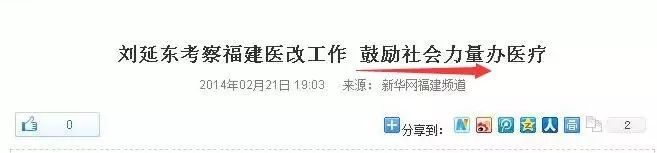 刘延东考察福建医改工作 鼓励社会力量办医疗
2014年02月21日 19:03 来源： 新华网福建频道
0 分享到： 2